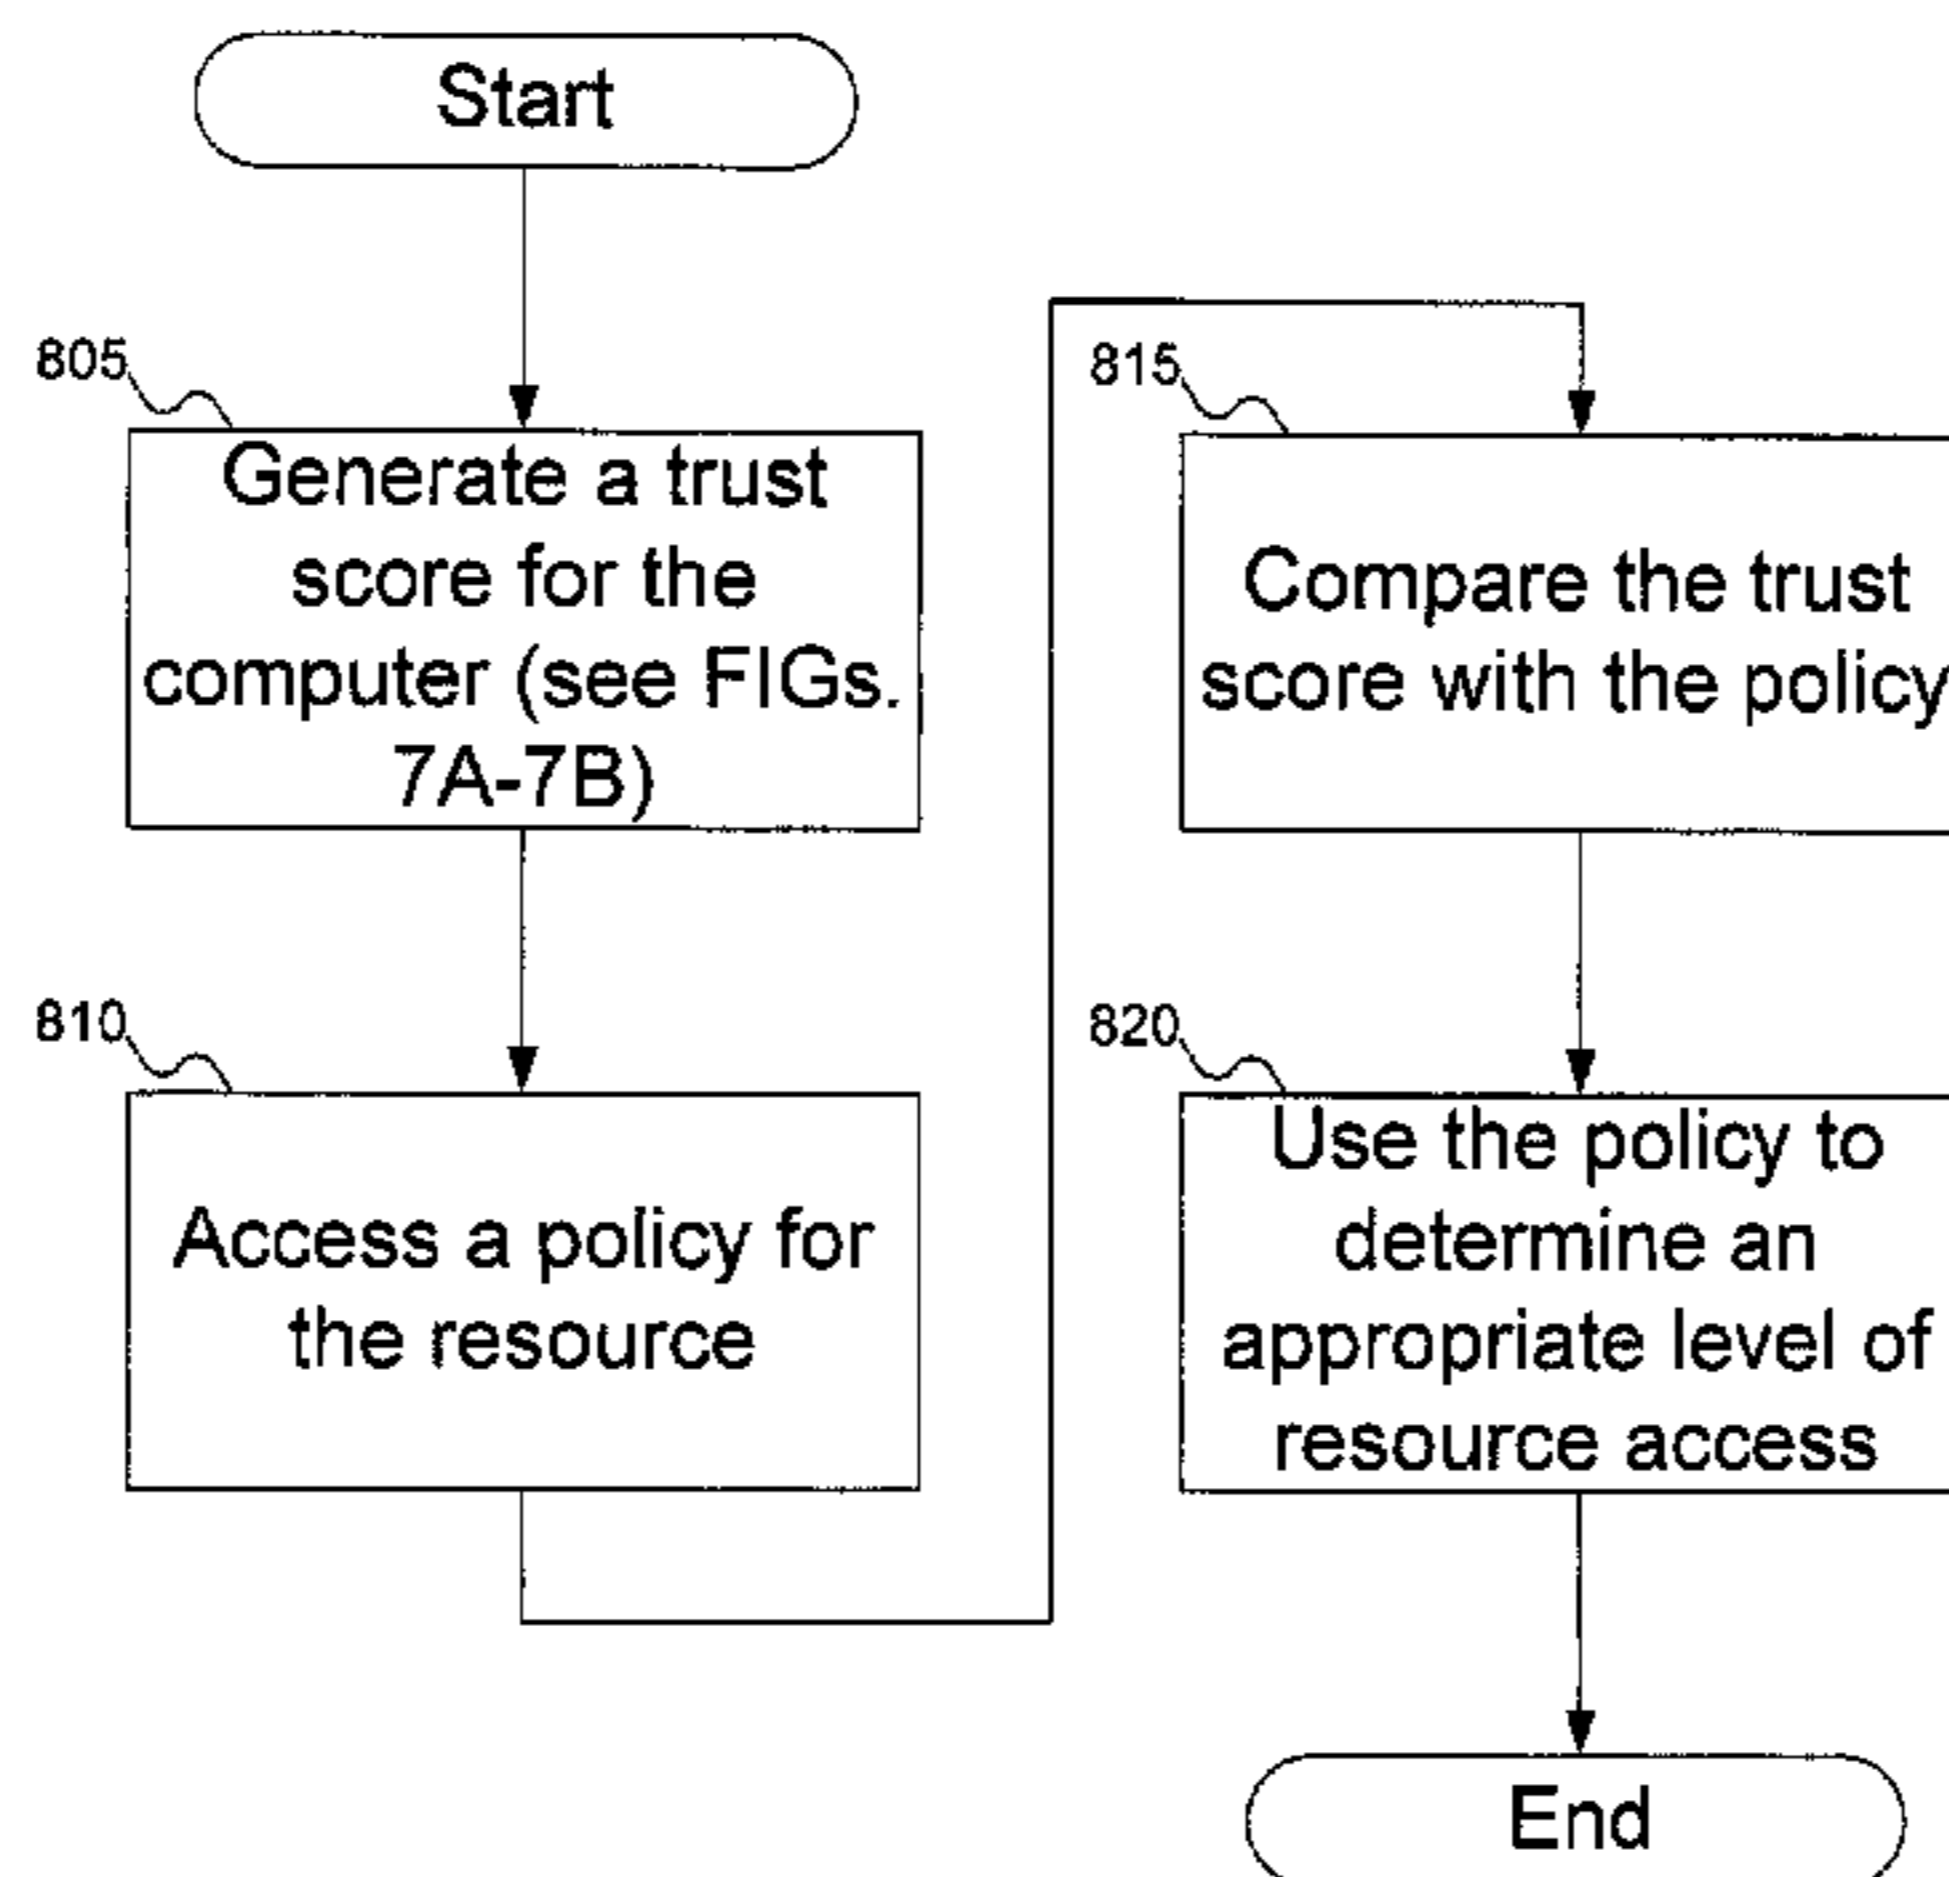 Start
805
Generate a trust
score for the
computer (see FIGs.
7A-7B)
810
Access a policy for
the resource
815
Compare the trust
score with the policy
820
Use the policy to
determine an
appropriate level of
resource access
End